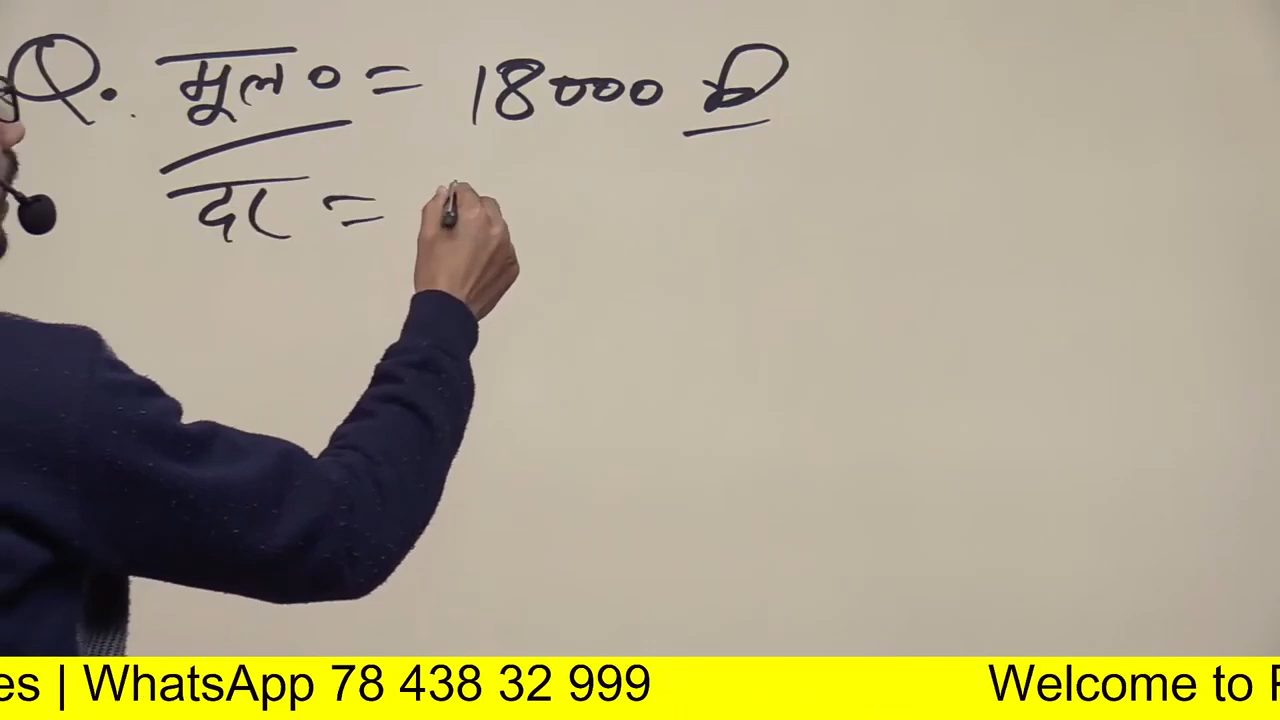 Q. मूल० = 18000 रु
दर =
es | WhatsApp 78 438 32 999 Welcome to